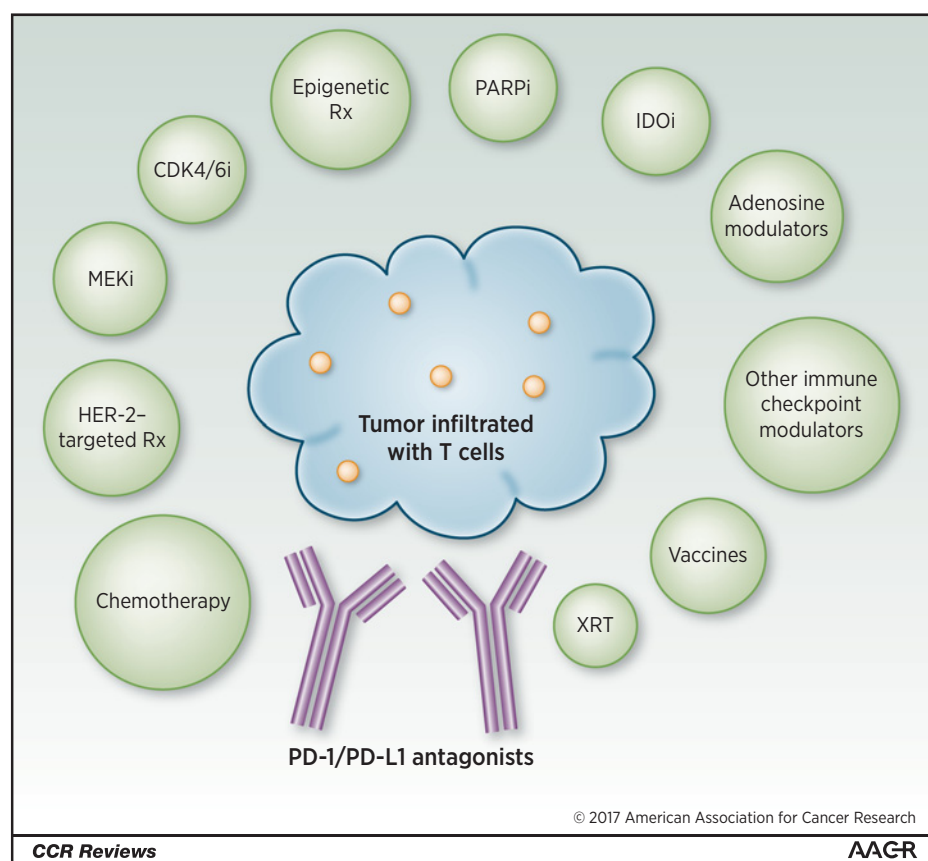 Epigenetic
Rx
PARPi
IDOi
CDK4/6i
Adenosine
modulators
MEKi
HER-2–
targeted Rx
Other immune
checkpoint
modulators
Tumor infiltrated
with T cells
Vaccines
Chemotherapy
XRT
PD-1/PD-L1 antagonists
© 2017 American Association for Cancer Research
CCR Reviews
AACR